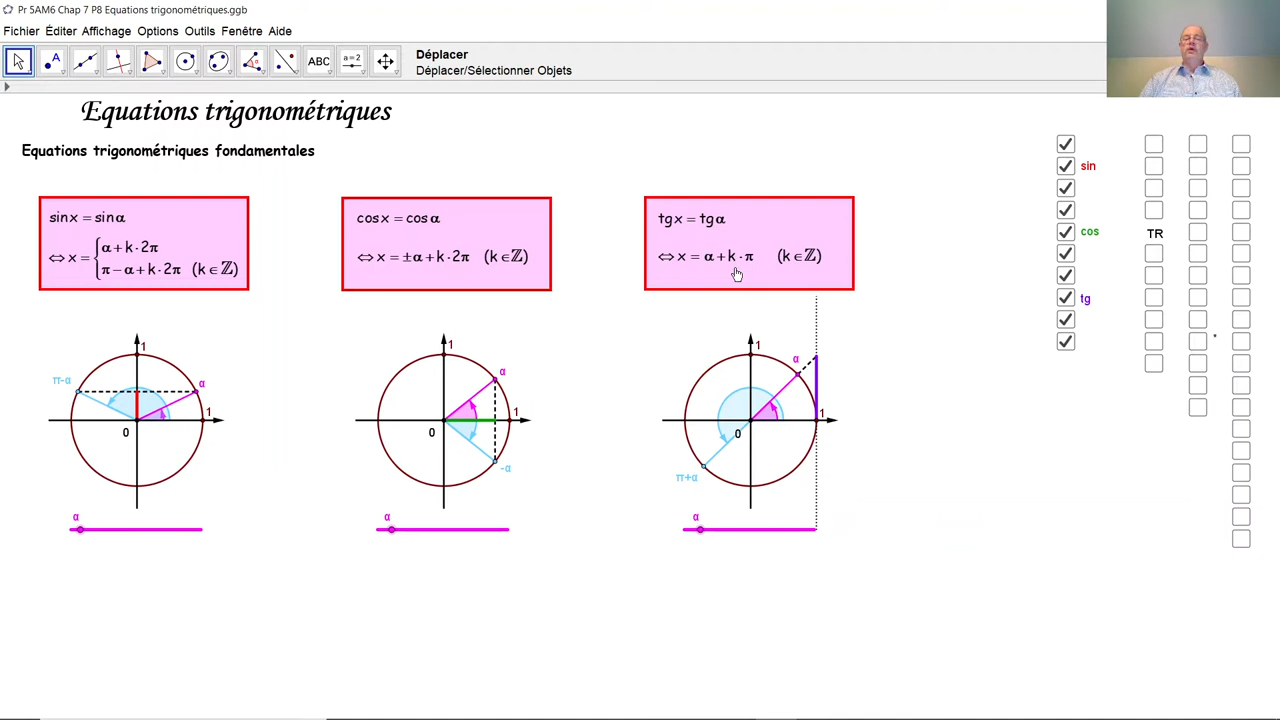 Pr 5AM6 Chap 7 P8 Equations trigonométriques.ggb
Fichier Éditer Affichage Options Outils Fenêtre Aide
A
ABC
a=2
Déplacer
Déplacer/Sélectionner Objets
Equations trigonométriques
Equations trigonométriques fondamentales
sin x = sin α
⇔ x = { α + k · 2π
π − α + k · 2π (k ∈ ℤ)
cos x = cos α
⇔ x = ±α + k · 2π (k ∈ ℤ)
tg x = tg α
⇔ x = α + k · π (k ∈ ℤ)
sin
cos
TR
tg
1
π-α
α
1
0
α
1
α
1
0
-α
α
1
α
1
0
π+α
α